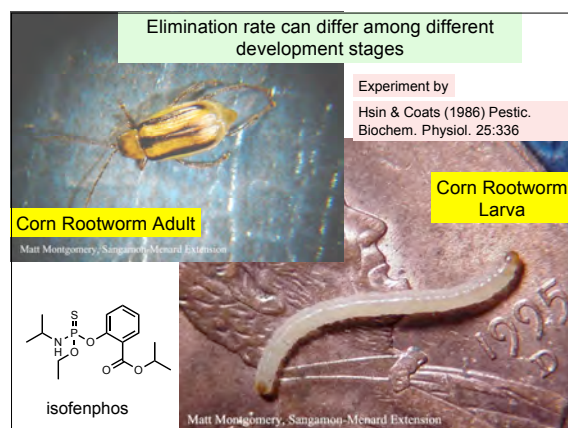 Elimination rate can differ among different
development stages
Experiment by
Hsin & Coats (1986) Pestic.
Biochem. Physiol. 25:336
Corn Rootworm Adult
Matt Montgomery, Sangamon-Menard Extension
Corn Rootworm
Larva
1995
D
S
P
N
H
O
O
O
O
isofenphos
Matt Montgomery, Sangamon-Menard Extension